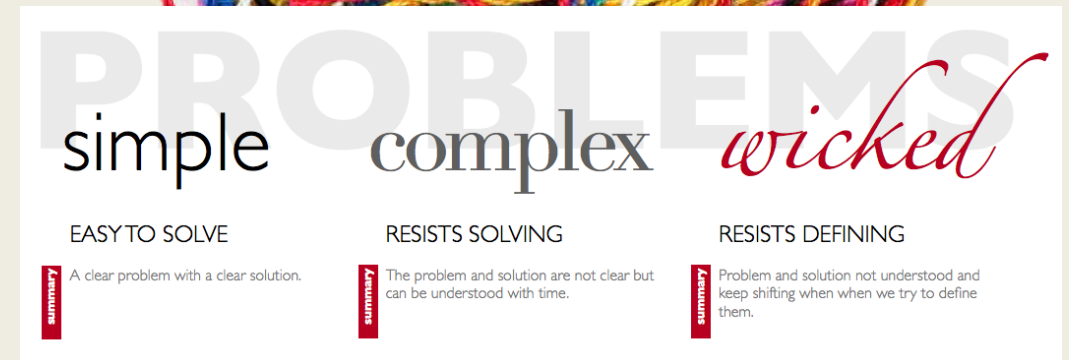 PROBLEMS
simple
complex
wicked
EASY TO SOLVE
RESISTS SOLVING
RESISTS DEFINING
summary
A clear problem with a clear solution.
summary
The problem and solution are not clear but
can be understood with time.
summary
Problem and solution not understood and
keep shifting when when we try to define
them.